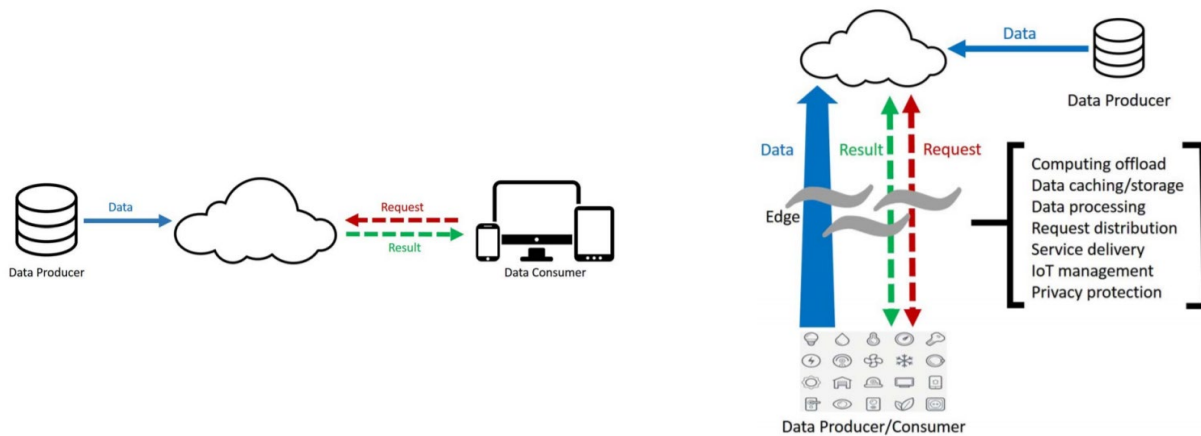 Data
Data Producer
Request
Result
Data Consumer
Data
Data Producer
Data
Result
Request
Edge
Computing offload
Data caching/storage
Data processing
Request distribution
Service delivery
IoT management
Privacy protection
Data Producer/Consumer